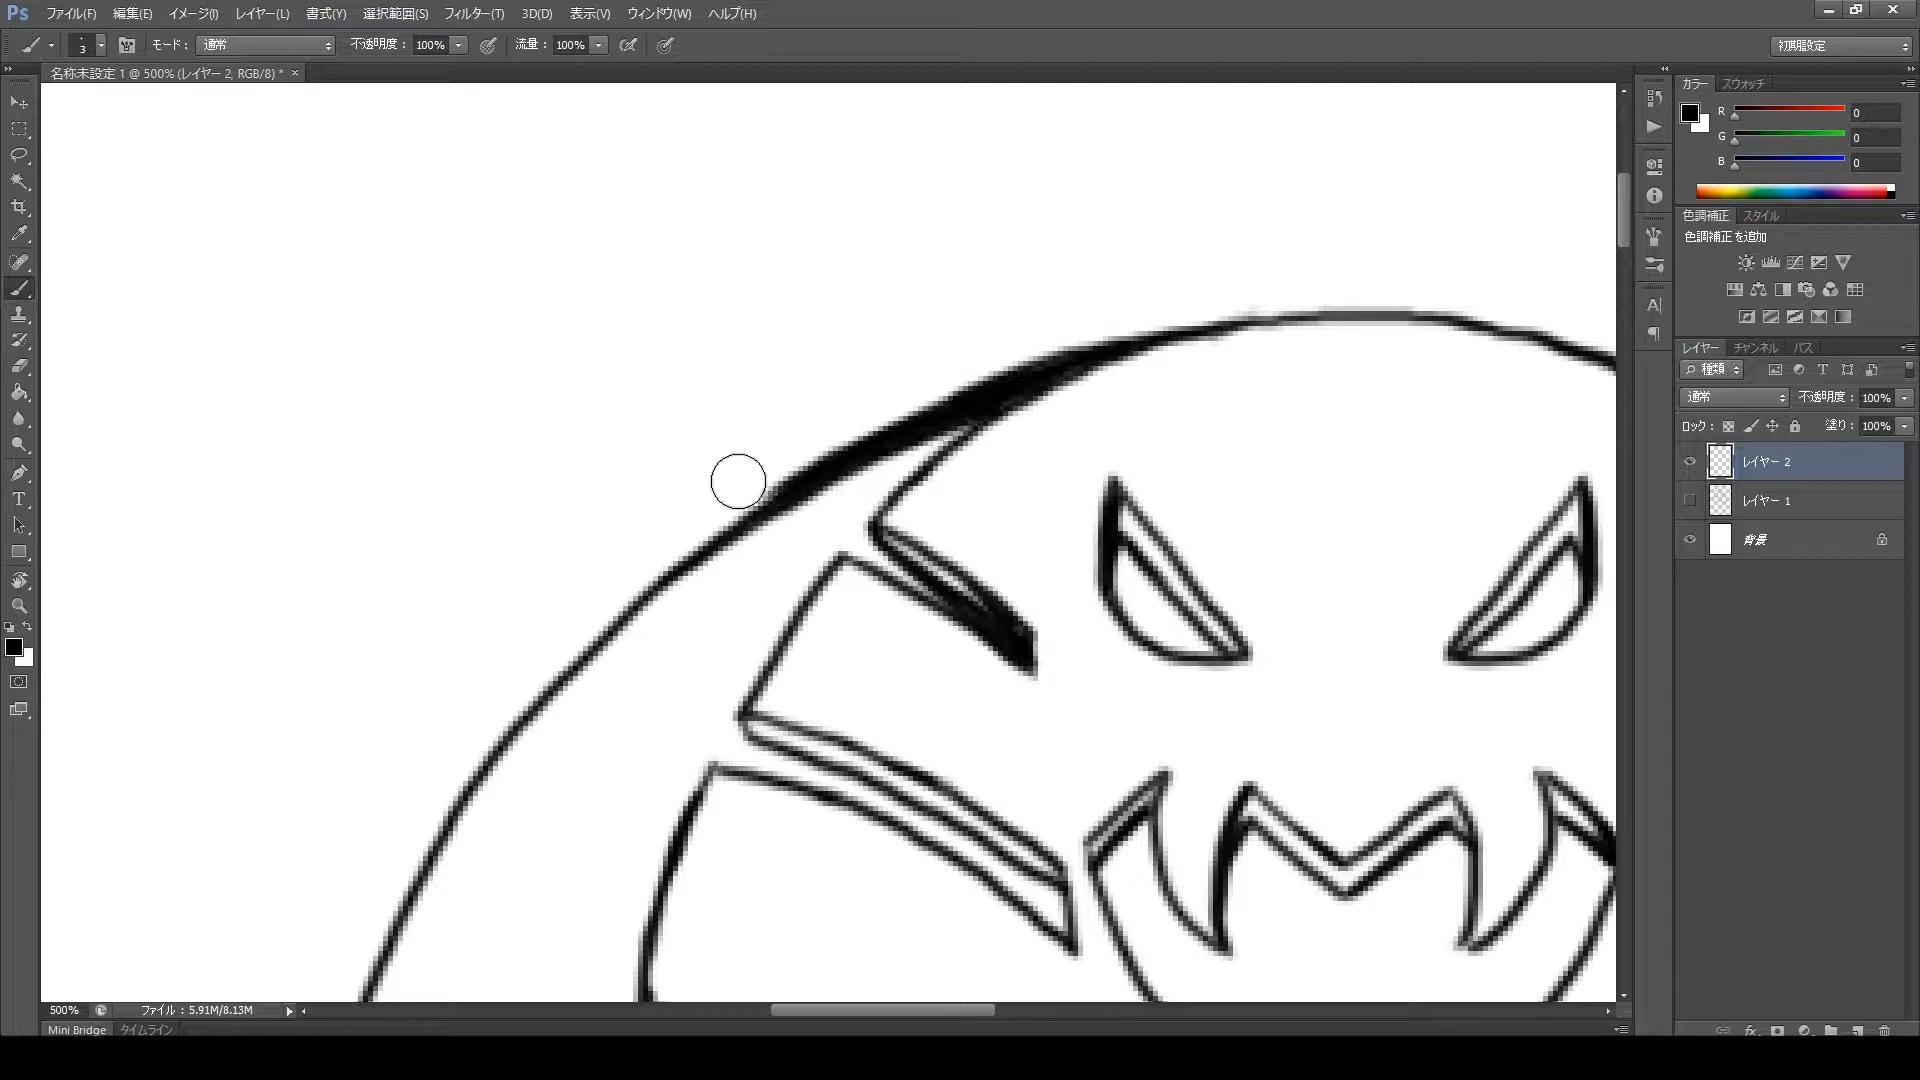 Ps ファイル(F) 編集(E) イメージ(I) レイヤー(L) 書式(Y) 選択範囲(S) フィルター(T) 3D(D) 表示(V) ウィンドウ(W) ヘルプ(H)
3 モード： 通常 不透明度： 100% 流量： 100% 初期設定
名称未設定 1 @ 500% (レイヤー 2, RGB/8) * ×
カラー スウォッチ
R 0
G 0
B 0
色調補正 スタイル
色調補正を追加
レイヤー チャンネル パス
種類
通常 不透明度： 100%
ロック： 塗り： 100%
レイヤー 2
レイヤー 1
背景
500% ファイル：5.91M/8.13M
Mini Bridge タイムライン